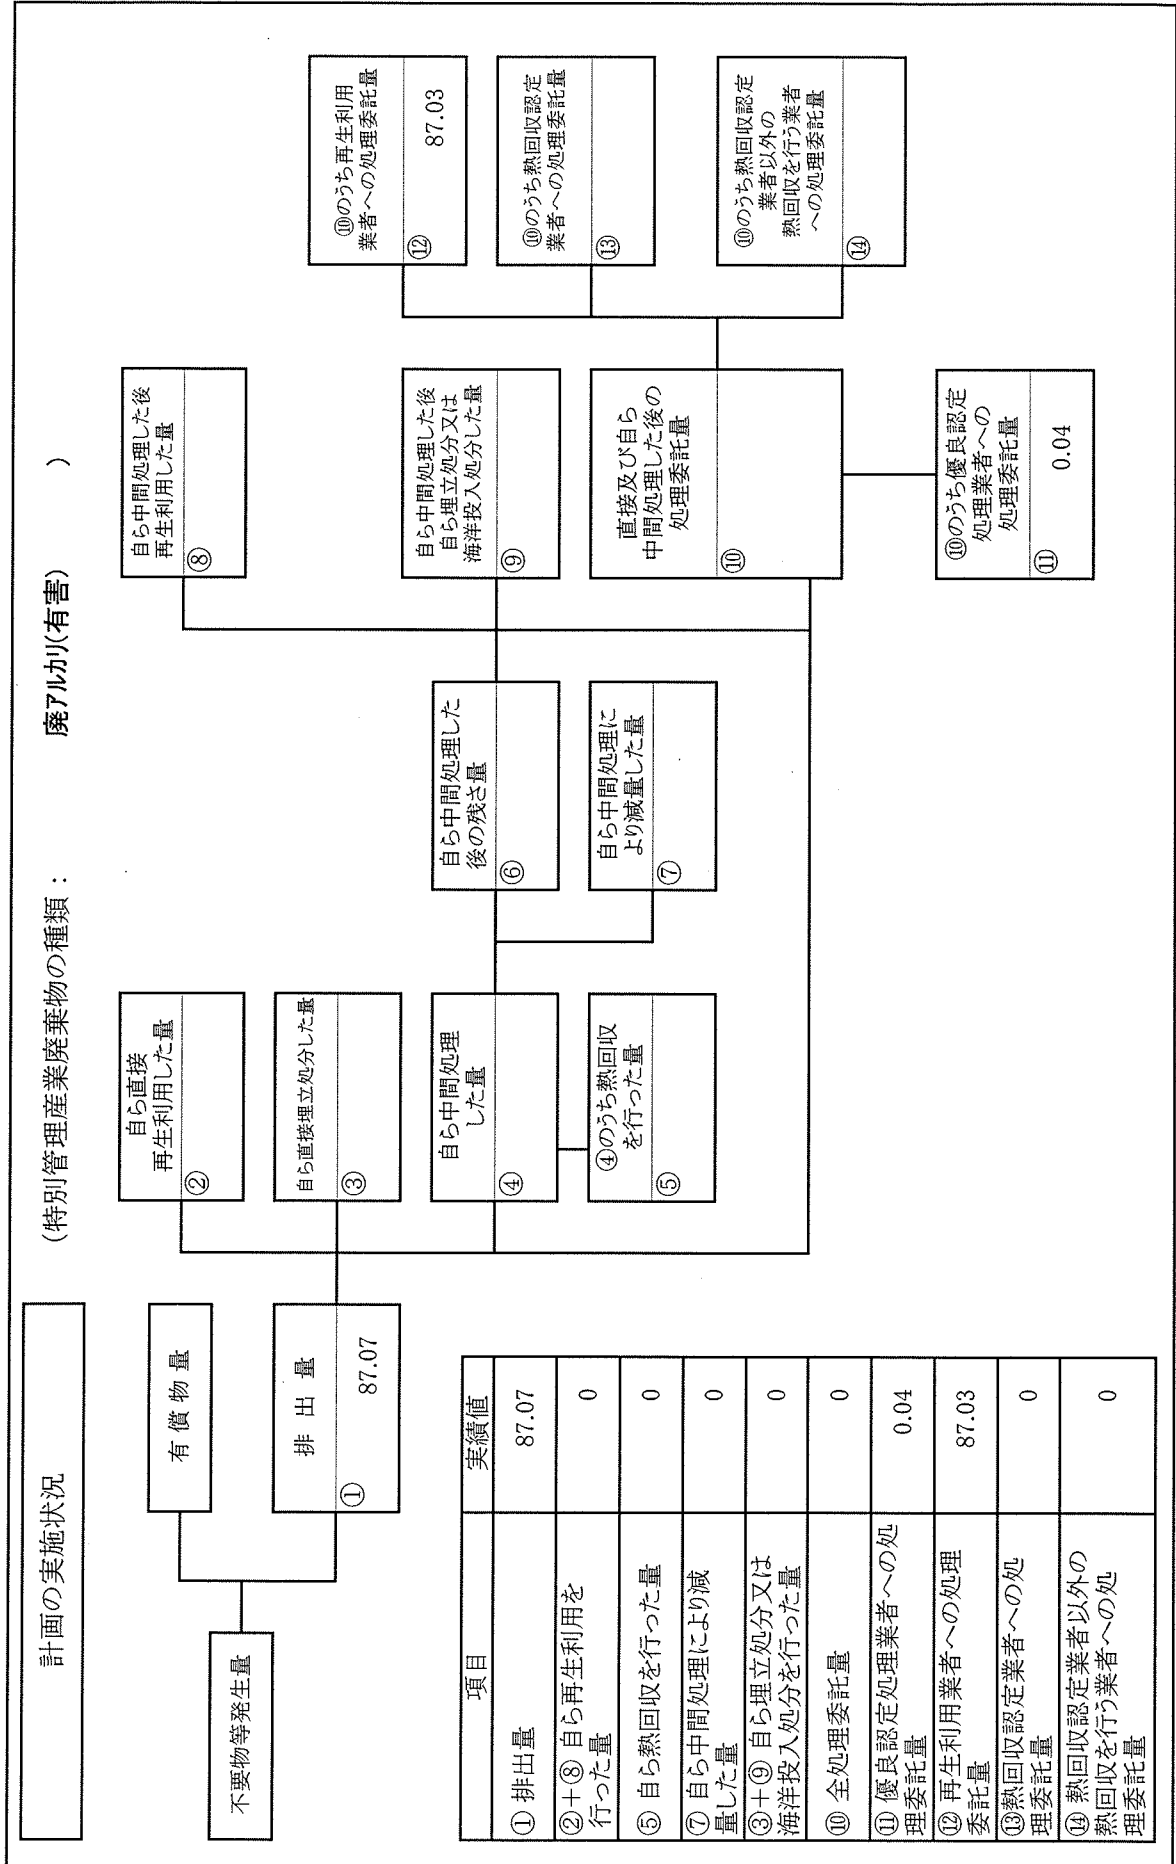 計画の実施状況
(特別管理産業廃棄物の種類： 廃アルカリ(有害) )
不要物等発生量
有 償 物 量
排 出 量
① 87.07
自ら直接
再生利用した量
②
自ら直接埋立処分した量
③
自ら中間処理
した量
④
④のうち熱回収
を行った量
⑤
自ら中間処理した
後の残さ量
⑥
自ら中間処理に
より減量した量
⑦
自ら中間処理した後
再生利用した量
⑧
自ら中間処理した後
自ら埋立処分又は
海洋投入処分した量
⑨
直接及び自ら
中間処理した後の
処理委託量
⑩
⑩のうち優良認定
処理業者への
処理委託量
⑪ 0.04
⑩のうち再生利用
業者への処理委託量
⑫ 87.03
⑩のうち熱回収認定
業者への処理委託量
⑬
⑩のうち熱回収認定
業者以外の
熱回収を行う業者
への処理委託量
⑭
項目 実績値
① 排出量 87.07
②+⑧ 自ら再生利用を
行った量 0
⑤ 自ら熱回収を行った量 0
⑦ 自ら中間処理により減
量した量 0
③+⑨ 自ら埋立処分又は
海洋投入処分を行った量 0
⑩ 全処理委託量 0
⑪ 優良認定処理業者への処
理委託量 0.04
⑫ 再生利用業者への処理
委託量 87.03
⑬熱回収認定業者への処
理委託量 0
⑭ 熱回収認定業者以外の
熱回収を行う業者への処
理委託量 0